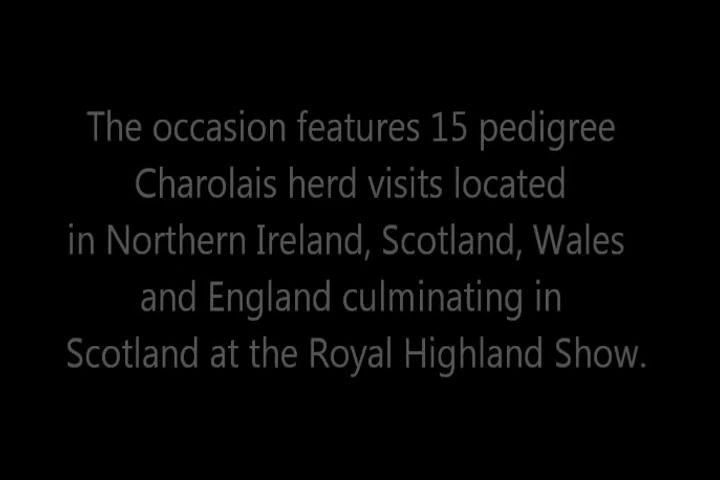 The occasion features 15 pedigree
Charolais herd visits located
in Northern Ireland, Scotland, Wales
and England culminating in
Scotland at the Royal Highland Show.